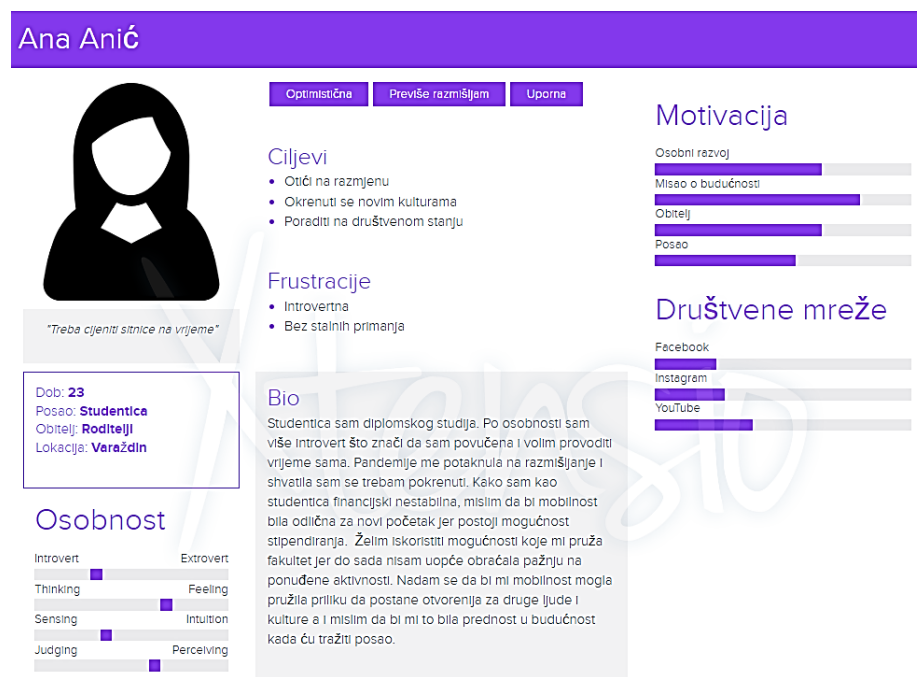 Ana Anić
Optimistična
Previše razmišljam
Uporna
Ciljevi
Otići na razmjenu
Okrenuti se novim kulturama
Poraditi na društvenom stanju
Frustracije
Introvertna
Bez stalnih primanja
"Treba cijeniti sitnice na vrijeme"
Dob: 23
Posao: Studentica
Obitelj: Roditelji
Lokacija: Varaždin
Osobnost
Introvert Extrovert
Thinking Feeling
Sensing Intuition
Judging Perceiving
Bio
Studentica sam diplomskog studija. Po osobnosti sam
više introvert što znači da sam povučena i volim provoditi
vrijeme sama. Pandemije me potaknula na razmišljanje i
shvatila sam se trebam pokrenuti. Kako sam kao
studentica financijski nestabilna, mislim da bi mobilnost
bila odlična za novi početak jer postoji mogućnost
stipendiranja. Želim iskoristiti mogućnosti koje mi pruža
fakultet jer do sada nisam uopće obraćala pažnju na
ponuđene aktivnosti. Nadam se da bi mi mobilnost mogla
pružila priliku da postane otvorenija za druge ljude i
kulture a i mislim da bi mi to bila prednost u budućnost
kada ću tražiti posao.
Motivacija
Osobni razvoj
Misao o budućnosti
Obitelj
Posao
Društvene mreže
Facebook
Instagram
YouTube
Xtensio